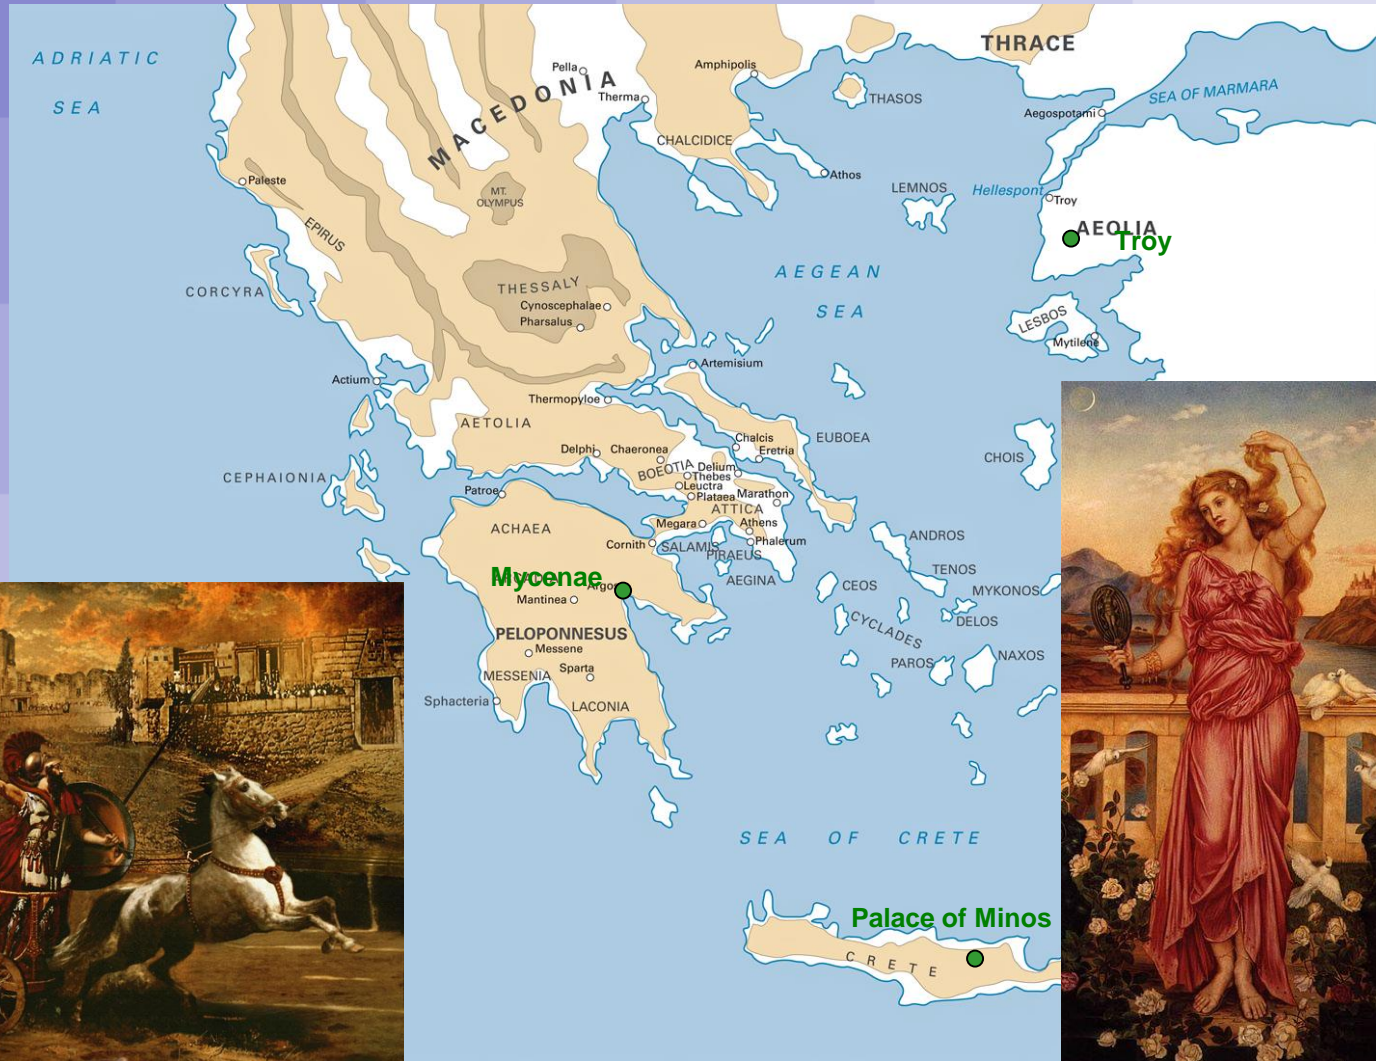 THRACE
ADRIATIC
SEA
Pella
Amphipolis
MACEDONIA
Therma
THASOS
SEA OF MARMARA
Aegospotami
CHALCIDICE
Paleste
Athos
LEMNOS
Hellespont
Troy
MT.
OLYMPUS
EPIRUS
AEOLIA
Troy
AEGEAN
SEA
CORCYRA
THESSALY
Cynoscephalae
Pharsalus
LESBOS
Mytilene
Artemisium
Actium
Thermopyloe
AETOLIA
Chalcis
EUBOEA
Delphi
Chaeronea
Eretria
CHOIS
BOEOTIA
Delium
Thebes
CEPHAIONIA
Leuctra
Patroe
Plataea
Marathon
ATTICA
ACHAEA
Megara
Athens
ANDROS
Cornith
SALAMIS
Phalerum
PIRAEUS
TENOS
Mycenae
Argos
AEGINA
CEOS
MYKONOS
Mantinea
DELOS
CYCLADES
PELOPONNESUS
Messene
NAXOS
PAROS
Sparta
MESSENIA
Sphacteria
LACONIA
SEA OF CRETE
Palace of Minos
CRETE